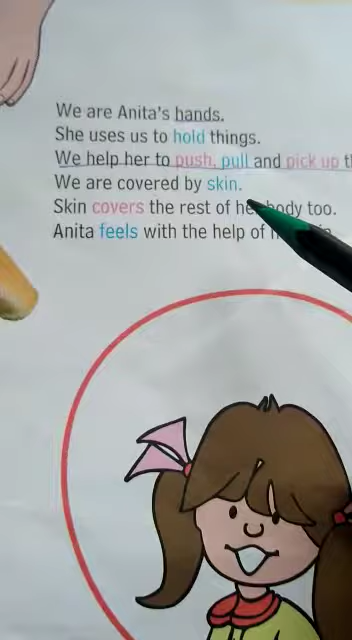 We are Anita's hands.
She uses us to hold things.
We help her to push, pull and pick up
We are covered by skin.
Skin covers the rest of her body too.
Anita feels with the help of